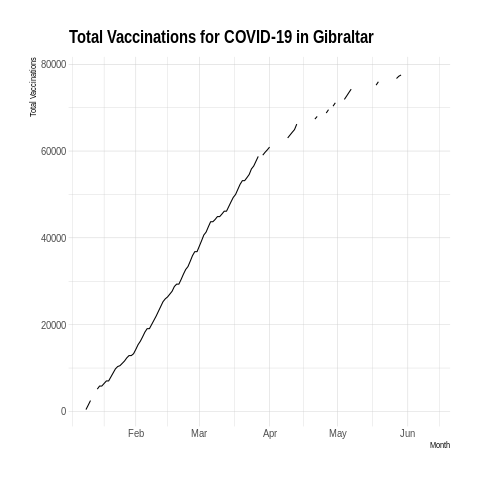 Total Vaccinations for COVID-19 in Gibraltar
Total Vaccinations
80000
60000
40000
20000
0
Feb Mar Apr May Jun
Month